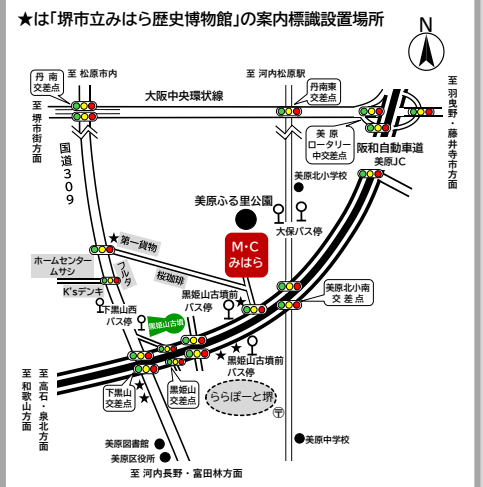 ★は「堺市立みはら歴史博物館」の案内標識設置場所
N
丹 南
交差点
至 松原市内
至 河内松原駅
大阪中央環状線
丹南東
交差点
至 堺市街方面
至 羽曳野・藤井寺市方面
美 原
ロータリー
中交差点
阪和自動車道
美原JC
国道309
美原北小学校
美原ふる里公園
大保バス停
★
第一貨物
M・C
みはら
ホームセンター
ムサシ
フルタ
桜珈琲
K'sデンキ
美原北小南
交 差 点
黒姫山古墳前
バス停
★
下黒山西
バス停
黒姫山古墳
★
★
黒姫山古墳前
バス停
至 和歌山方面
至 高石・泉北方面
下黒山
交差点
★
★
黒姫山
交差点
ららぽーと堺
〒
美原中学校
美原図書館
美原区役所
至 河内長野・富田林方面